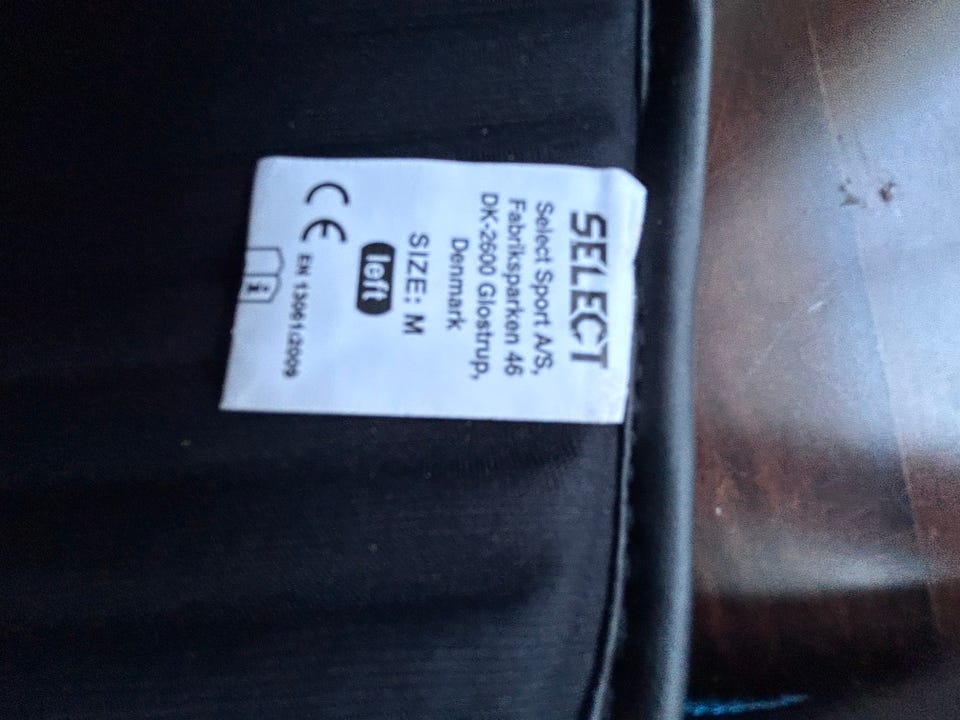 SELECT
Select Sport A/S,
Fabriksparken 46
DK-2600 Glostrup,
Denmark
SIZE: M
left
CE EN 13061:2009
i